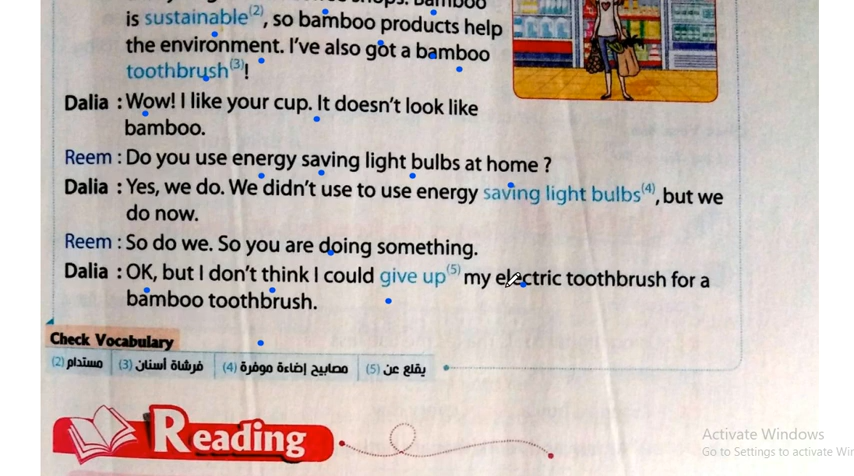 is sustainable(2), so bamboo products help
the environment. I've also got a bamboo
toothbrush(3)!
Dalia : Wow! I like your cup. It doesn't look like
bamboo.
Reem : Do you use energy saving light bulbs at home ?
Dalia : Yes, we do. We didn't use to use energy saving light bulbs(4), but we
do now.
Reem : So do we. So you are doing something.
Dalia : OK, but I don't think I could give up(5) my electric toothbrush for a
bamboo toothbrush.
Check Vocabulary
(2) مستدام (3) فرشاة أسنان (4) مصابيح إضاءة موفرة (5) يقلع عن
Reading
Activate Windows
Go to Settings to activate Wir